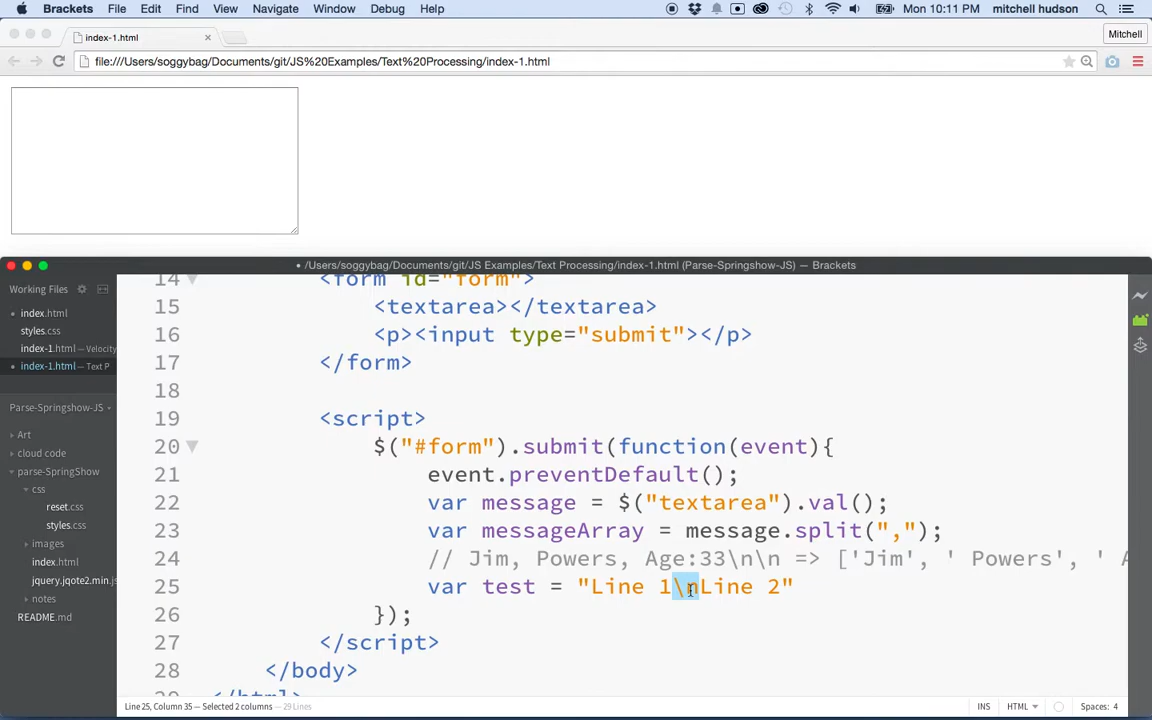 Brackets File Edit Find View Navigate Window Debug Help Mon 10:11 PM mitchell hudson
index-1.html Mitchell
file:///Users/soggybag/Documents/git/JS%20Examples/Text%20Processing/index-1.html
• /Users/soggybag/Documents/git/JS Examples/Text Processing/index-1.html (Parse-Springshow-JS) — Brackets
Working Files
index.html
styles.css
index-1.html — Velocity
index-1.html — Text P
Parse-Springshow-JS
Art
cloud code
parse-SpringShow
css
reset.css
styles.css
images
index.html
jquery.jqote2.min.js
notes
README.md
14 <form id="form">
15 <textarea></textarea>
16 <p><input type="submit"></p>
17 </form>
18
19 <script>
20 $("#form").submit(function(event){
21 event.preventDefault();
22 var message = $("textarea").val();
23 var messageArray = message.split(",");
24 // Jim, Powers, Age:33\n\n => ['Jim', ' Powers', ' A
25 var test = "Line 1\nLine 2"
26 });
27 </script>
28 </body>
29 </html>
Line 25, Column 35 — Selected 2 columns — 29 Lines INS HTML Spaces: 4